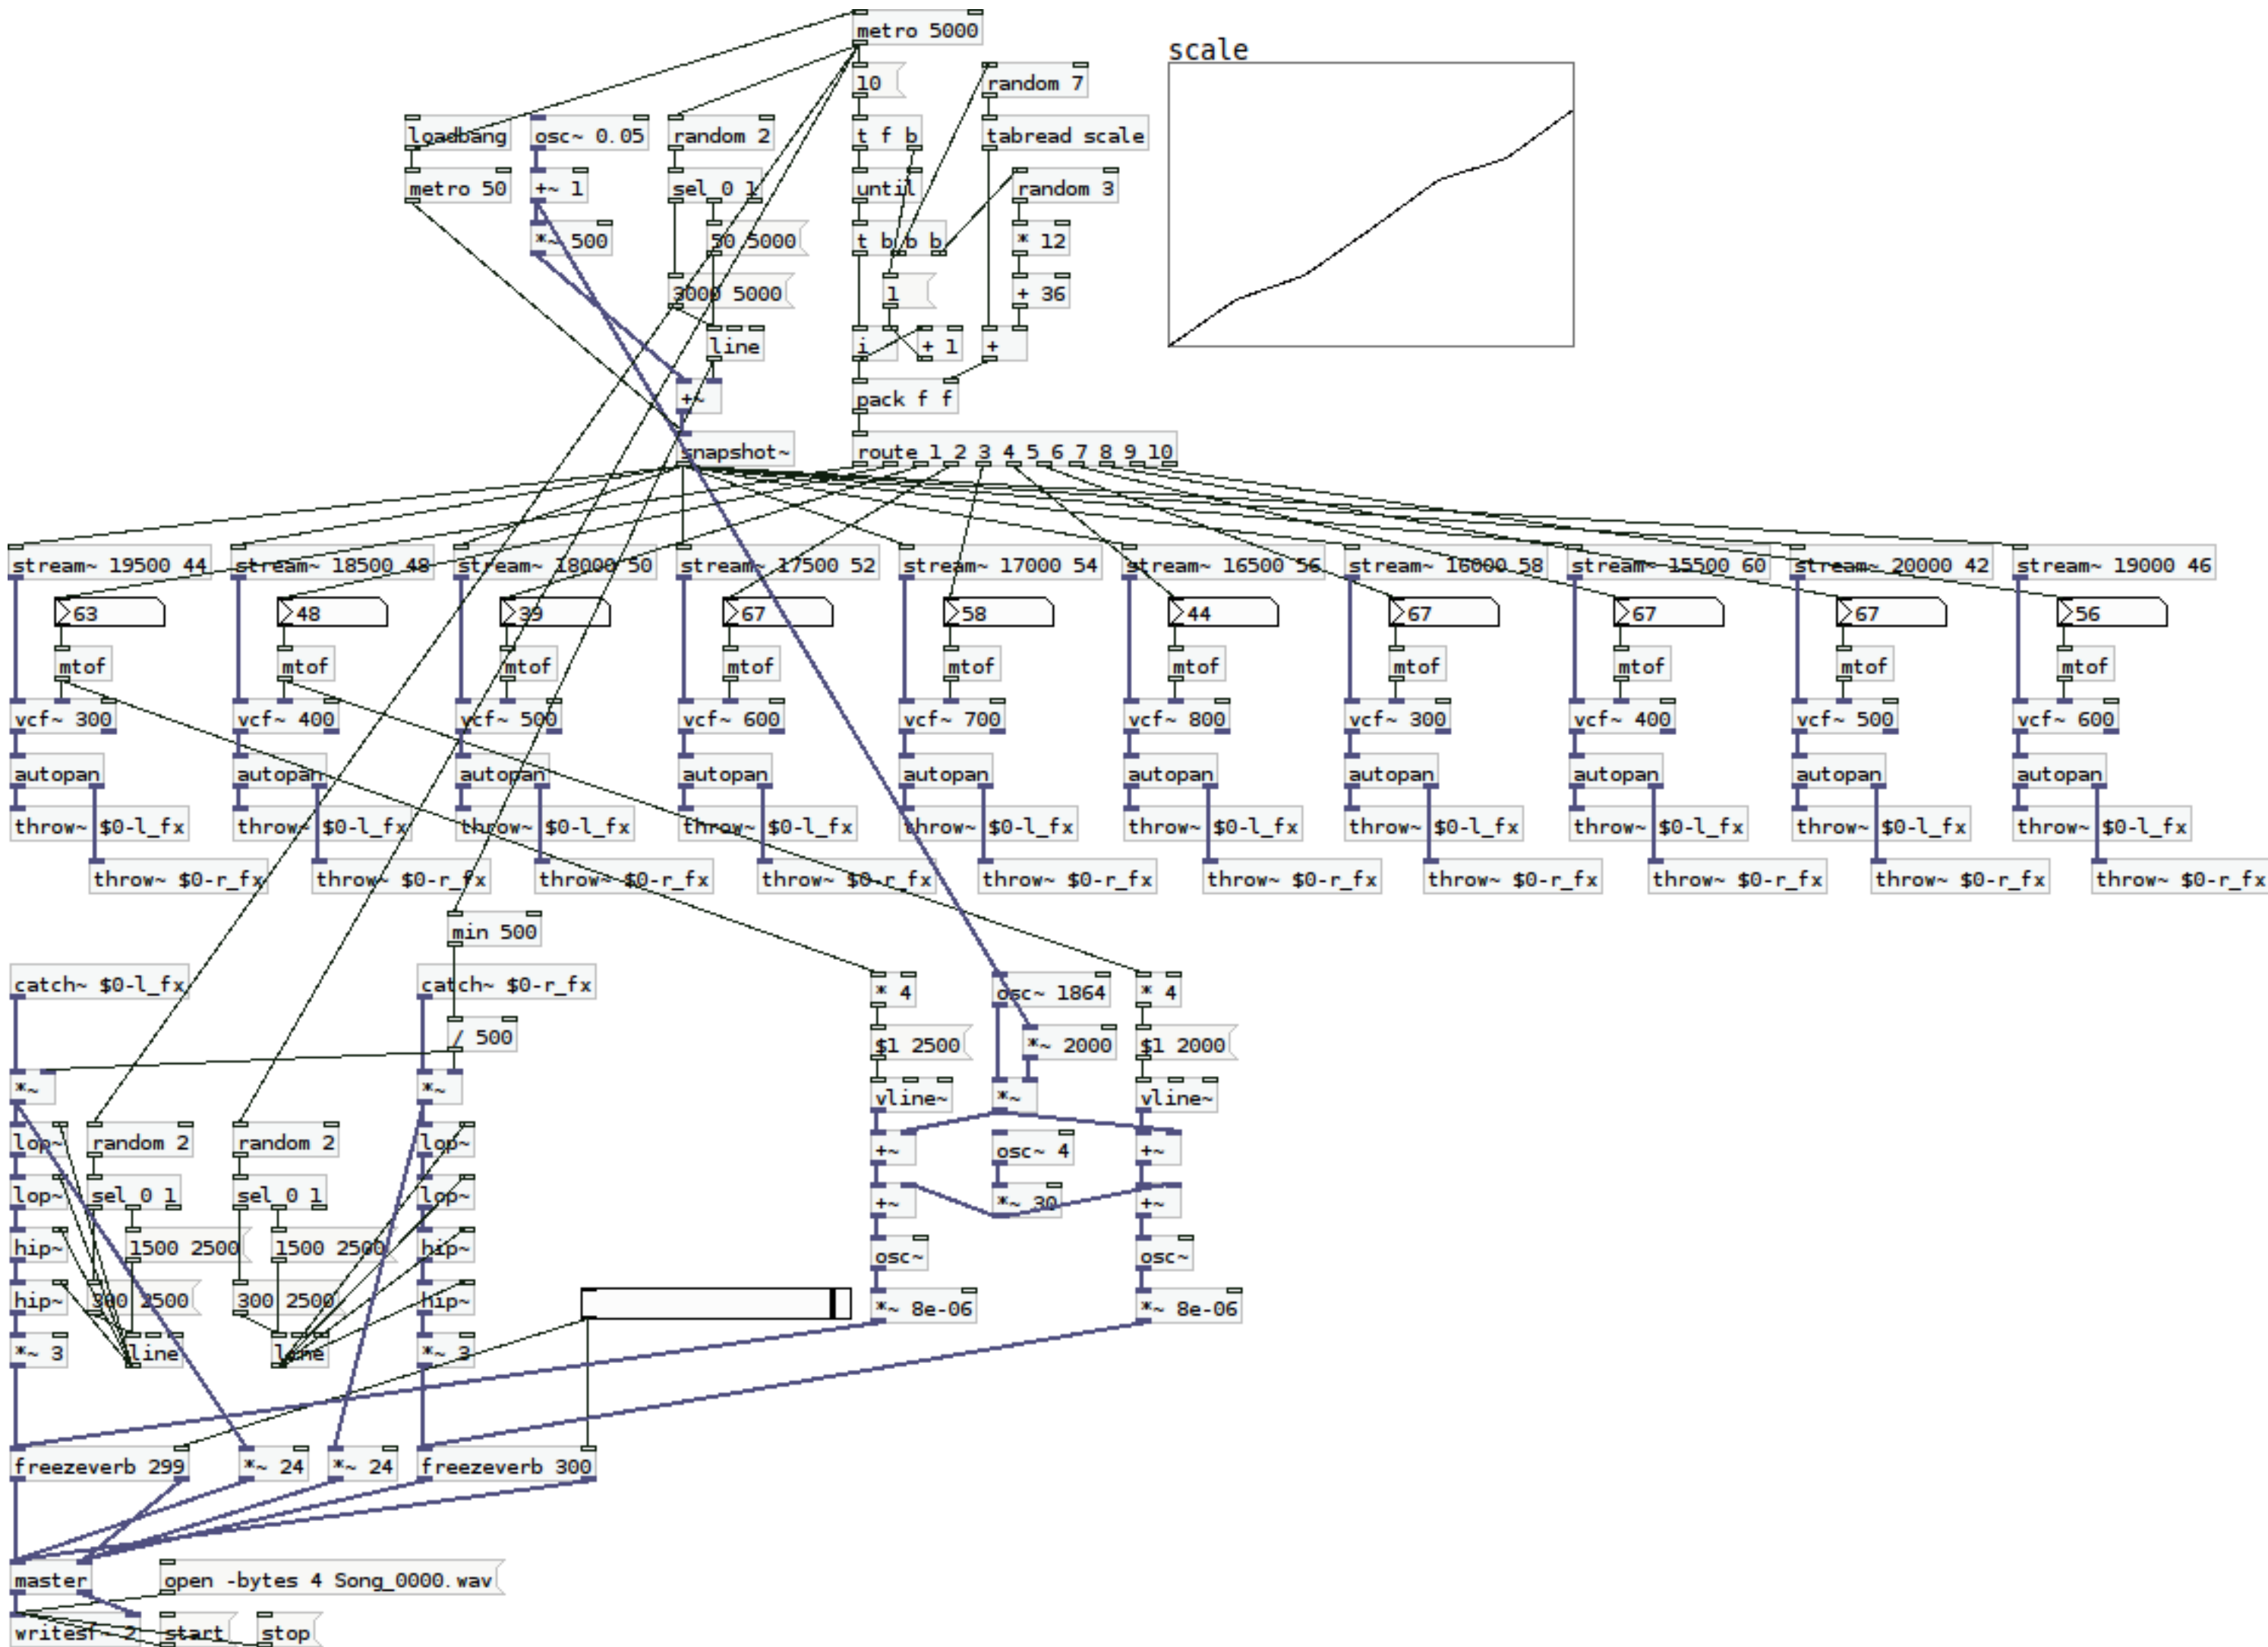 metro 5000
scale
10
random 7
loadbang
osc~ 0.05
random 2
t f b
tabread scale
metro 50
+~ 1
sel 0 1
until
random 3
*~ 500
50 5000
t b b b
* 12
3000 5000
1
+ 36
line
i
+ 1
+
+~
pack f f
snapshot~
route 1 2 3 4 5 6 7 8 9 10
stream~ 19500 44
stream~ 18500 48
stream~ 18000 50
stream~ 17500 52
stream~ 17000 54
stream~ 16500 56
stream~ 16000 58
stream~ 15500 60
stream~ 20000 42
stream~ 19000 46
63
48
39
67
58
44
67
67
67
56
mtof
mtof
mtof
mtof
mtof
mtof
mtof
mtof
mtof
mtof
vcf~ 300
vcf~ 400
vcf~ 500
vcf~ 600
vcf~ 700
vcf~ 800
vcf~ 300
vcf~ 400
vcf~ 500
vcf~ 600
autopan
autopan
autopan
autopan
autopan
autopan
autopan
autopan
autopan
autopan
throw~ $0-l_fx
throw~ $0-l_fx
throw~ $0-l_fx
throw~ $0-l_fx
throw~ $0-l_fx
throw~ $0-l_fx
throw~ $0-l_fx
throw~ $0-l_fx
throw~ $0-l_fx
throw~ $0-l_fx
throw~ $0-r_fx
throw~ $0-r_fx
throw~ $0-r_fx
throw~ $0-r_fx
throw~ $0-r_fx
throw~ $0-r_fx
throw~ $0-r_fx
throw~ $0-r_fx
throw~ $0-r_fx
throw~ $0-r_fx
min 500
catch~ $0-l_fx
catch~ $0-r_fx
* 4
osc~ 1864
* 4
/ 500
$1 2500
*~ 2000
$1 2000
*~
*~
vline~
*~
vline~
lop~
random 2
random 2
lop~
+~
osc~ 4
+~
lop~
sel 0 1
sel 0 1
lop~
+~
*~ 30
+~
hip~
1500 2500
1500 2500
hip~
osc~
osc~
hip~
300 2500
300 2500
hip~
*~ 8e-06
*~ 8e-06
*~ 3
line
line
*~ 3
freezeverb 299
*~ 24
*~ 24
freezeverb 300
master
open -bytes 4 Song_0000.wav
writesf~ 2
start
stop